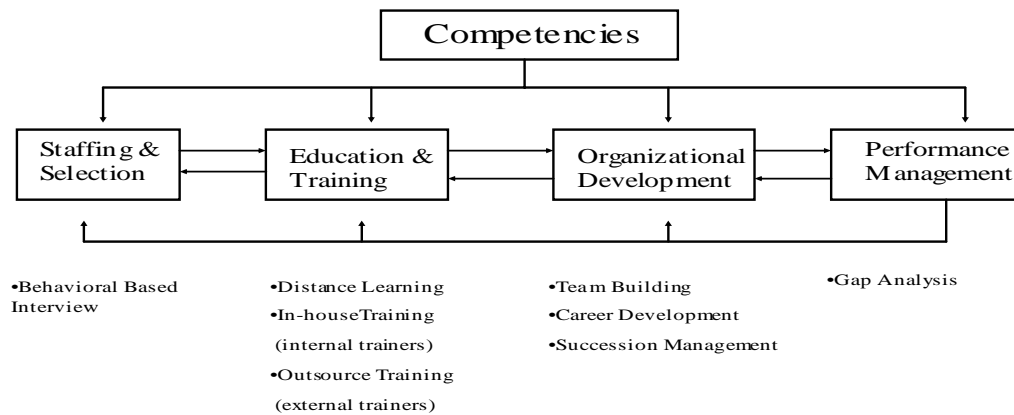 Competencies
Staffing &
Selection
Education &
Training
Organizational
Development
Performance
Management
•Behavioral Based
Interview
•Distance Learning
•In-houseTraining
(internal trainers)
•Outsource Training
(external trainers)
•Team Building
•Career Development
•Succession Management
•Gap Analysis